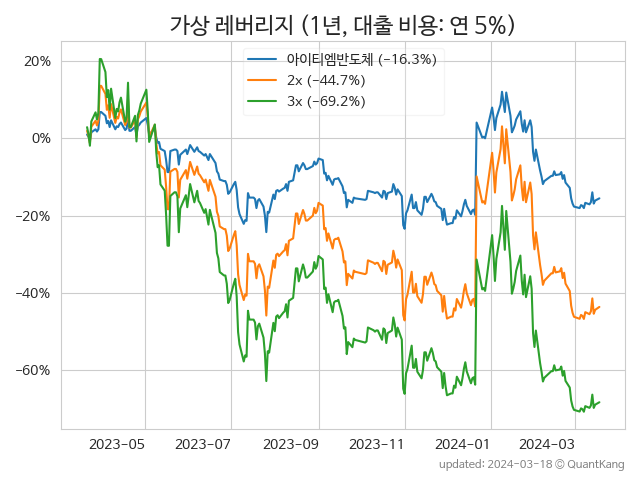 가상 레버리지 (1년, 대출 비용: 연 5%)
아이티엠반도체 (−16.3%)
2x (−44.7%)
3x (−69.2%)
20%
0%
−20%
−40%
−60%
2023−05 2023−07 2023−09 2023−11 2024−01 2024−03
updated: 2024−03−18 © QuantKang